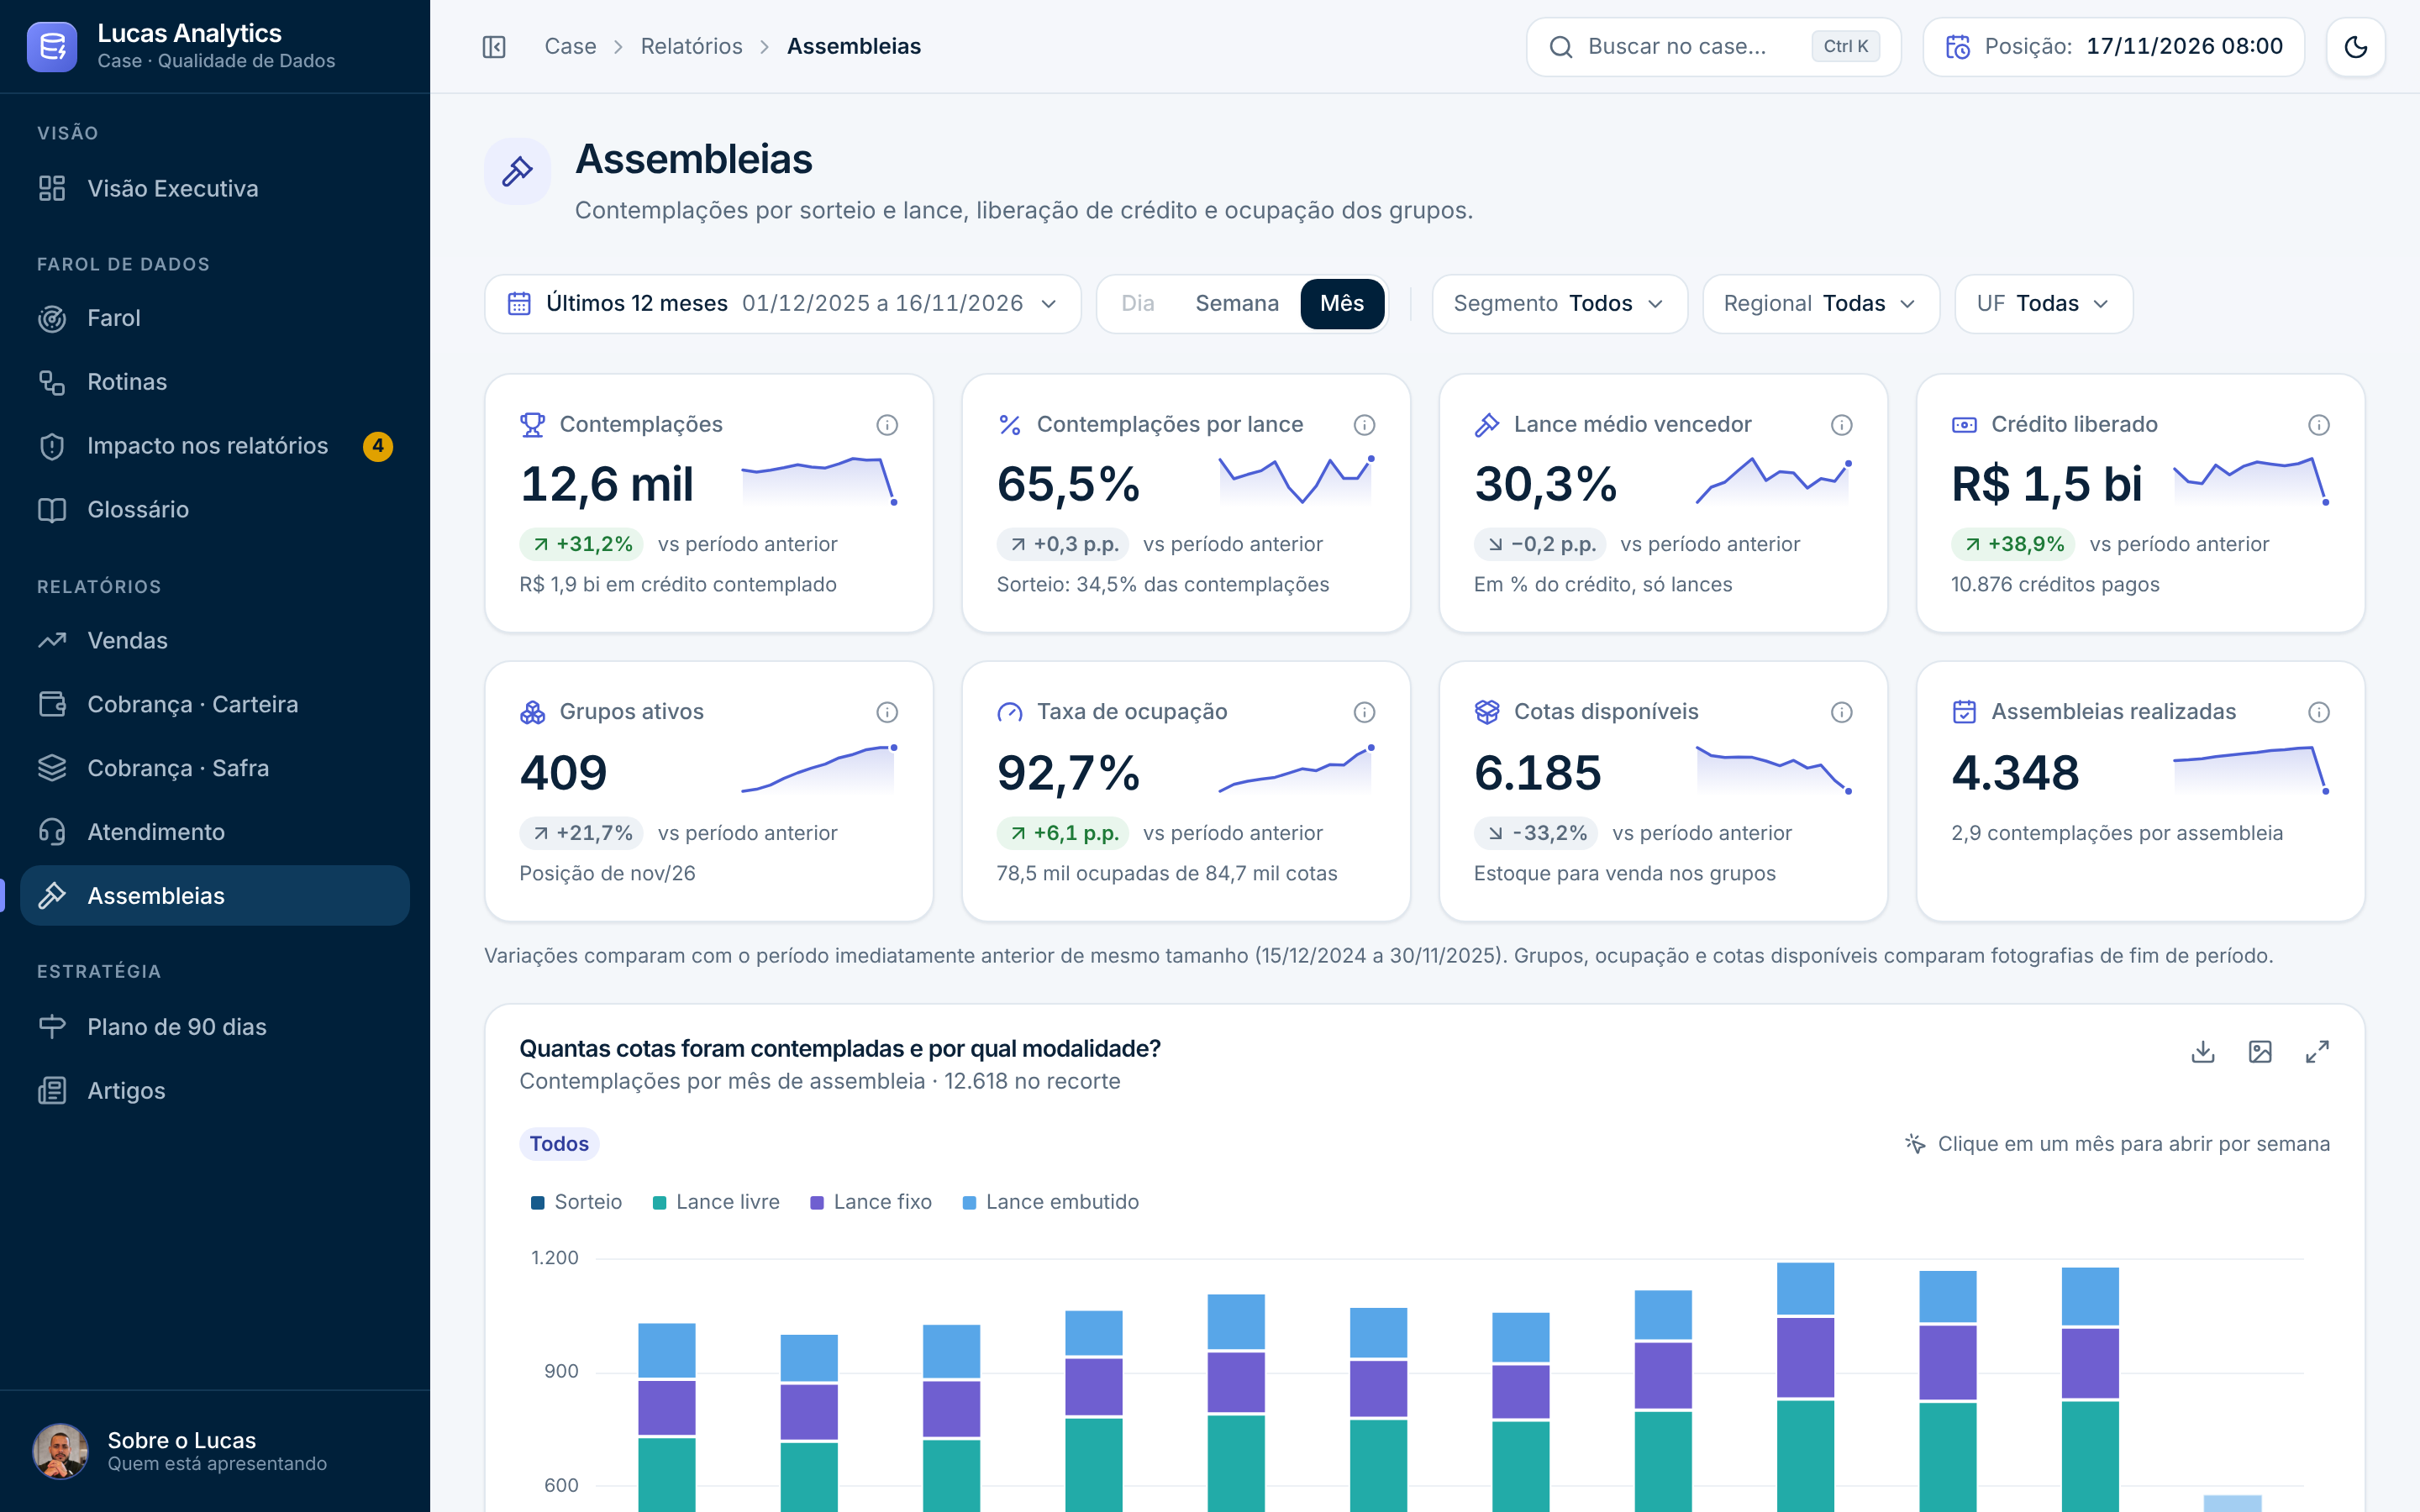 Lucas Analytics
Case · Qualidade de Dados
VISÃO
Visão Executiva
FAROL DE DADOS
Farol
Rotinas
Impacto nos relatórios 4
Glossário
RELATÓRIOS
Vendas
Cobrança · Carteira
Cobrança · Safra
Atendimento
Assembleias
ESTRATÉGIA
Plano de 90 dias
Artigos
Sobre o Lucas
Quem está apresentando
Case Relatórios Assembleias
Buscar no case... Ctrl K
Posição: 17/11/2026 08:00
Assembleias
Contemplações por sorteio e lance, liberação de crédito e ocupação dos grupos.
Últimos 12 meses 01/12/2025 a 16/11/2026
Dia Semana Mês
Segmento Todos
Regional Todas
UF Todas
Contemplações
12,6 mil
+31,2% vs período anterior
R$ 1,9 bi em crédito contemplado
Contemplações por lance
65,5%
+0,3 p.p. vs período anterior
Sorteio: 34,5% das contemplações
Lance médio vencedor
30,3%
−0,2 p.p. vs período anterior
Em % do crédito, só lances
Crédito liberado
R$ 1,5 bi
+38,9% vs período anterior
10.876 créditos pagos
Grupos ativos
409
+21,7% vs período anterior
Posição de nov/26
Taxa de ocupação
92,7%
+6,1 p.p. vs período anterior
78,5 mil ocupadas de 84,7 mil cotas
Cotas disponíveis
6.185
-33,2% vs período anterior
Estoque para venda nos grupos
Assembleias realizadas
4.348
2,9 contemplações por assembleia
Variações comparam com o período imediatamente anterior de mesmo tamanho (15/12/2024 a 30/11/2025). Grupos, ocupação e cotas disponíveis comparam fotografias de fim de período.
Quantas cotas foram contempladas e por qual modalidade?
Contemplações por mês de assembleia · 12.618 no recorte
Todos
Clique em um mês para abrir por semana
Sorteio Lance livre Lance fixo Lance embutido
1.200
900
600